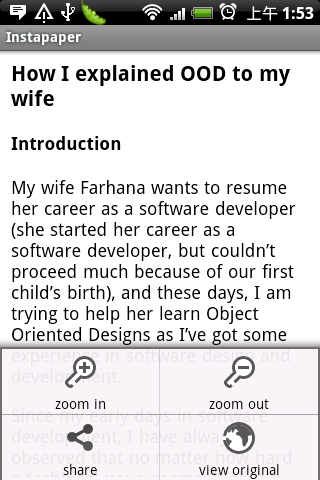 上午 1:53
Instapaper
How I explained OOD to my
wife
Introduction
My wife Farhana wants to resume
her career as a software developer
(she started her career as a
software developer, but couldn’t
proceed much because of our first
child’s birth), and these days, I am
trying to help her learn Object
Oriented Designs as I’ve got some
experience in software design and
development.
Since my early days in software
development, I have always
observed that no matter how hard
zoom in
zoom out
share
view original